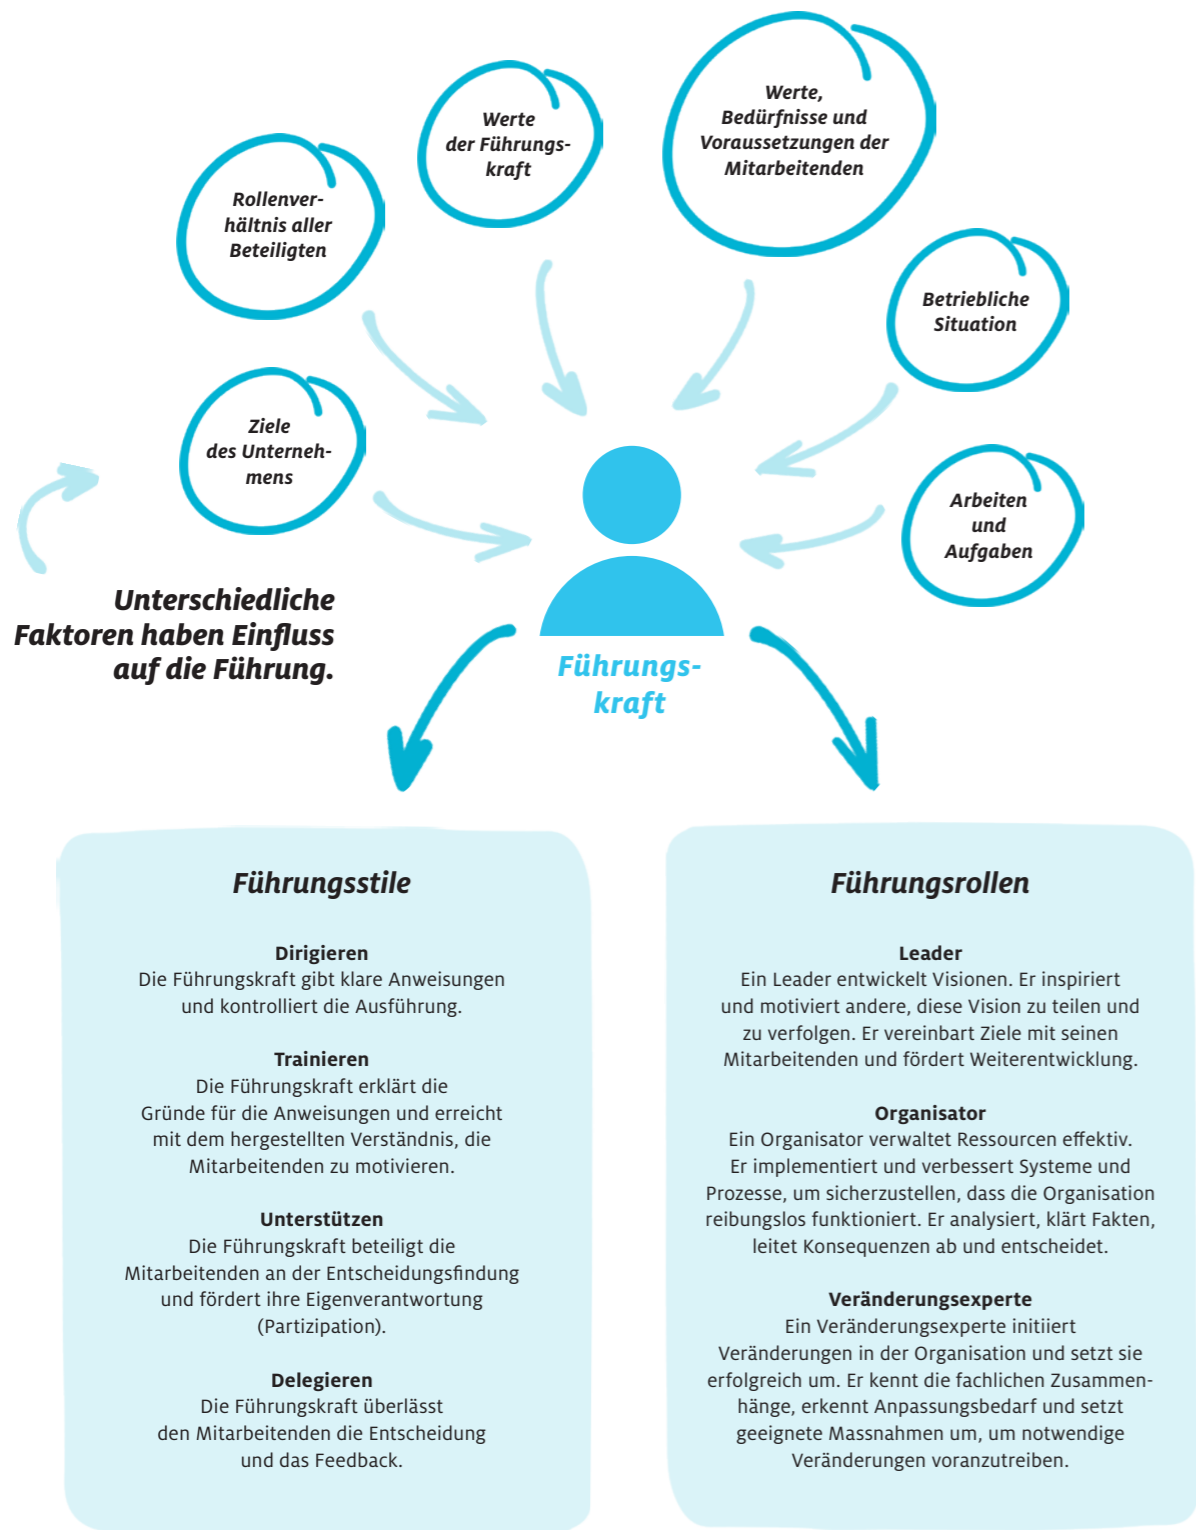 Werte,
Bedürfnisse und
Voraussetzungen der
Mitarbeitenden
Werte
der Führungs-
kraft
Rollenver-
hältnis aller
Beteiligten
Betriebliche
Situation
Ziele
des Unterneh-
mens
Arbeiten
und
Aufgaben
Unterschiedliche
Faktoren haben Einfluss
auf die Führung.
Führungs-
kraft
Führungsstile
Dirigieren
Die Führungskraft gibt klare Anweisungen
und kontrolliert die Ausführung.
Trainieren
Die Führungskraft erklärt die
Gründe für die Anweisungen und erreicht
mit dem hergestellten Verständnis, die
Mitarbeitenden zu motivieren.
Unterstützen
Die Führungskraft beteiligt die
Mitarbeitenden an der Entscheidungsfindung
und fördert ihre Eigenverantwortung
(Partizipation).
Delegieren
Die Führungskraft überlässt
den Mitarbeitenden die Entscheidung
und das Feedback.
Führungsrollen
Leader
Ein Leader entwickelt Visionen. Er inspiriert
und motiviert andere, diese Vision zu teilen und
zu verfolgen. Er vereinbart Ziele mit seinen
Mitarbeitenden und fördert Weiterentwicklung.
Organisator
Ein Organisator verwaltet Ressourcen effektiv.
Er implementiert und verbessert Systeme und
Prozesse, um sicherzustellen, dass die Organisation
reibungslos funktioniert. Er analysiert, klärt Fakten,
leitet Konsequenzen ab und entscheidet.
Veränderungsexperte
Ein Veränderungsexperte initiiert
Veränderungen in der Organisation und setzt sie
erfolgreich um. Er kennt die fachlichen Zusammen-
hänge, erkennt Anpassungsbedarf und setzt
geeignete Massnahmen um, um notwendige
Veränderungen voranzutreiben.